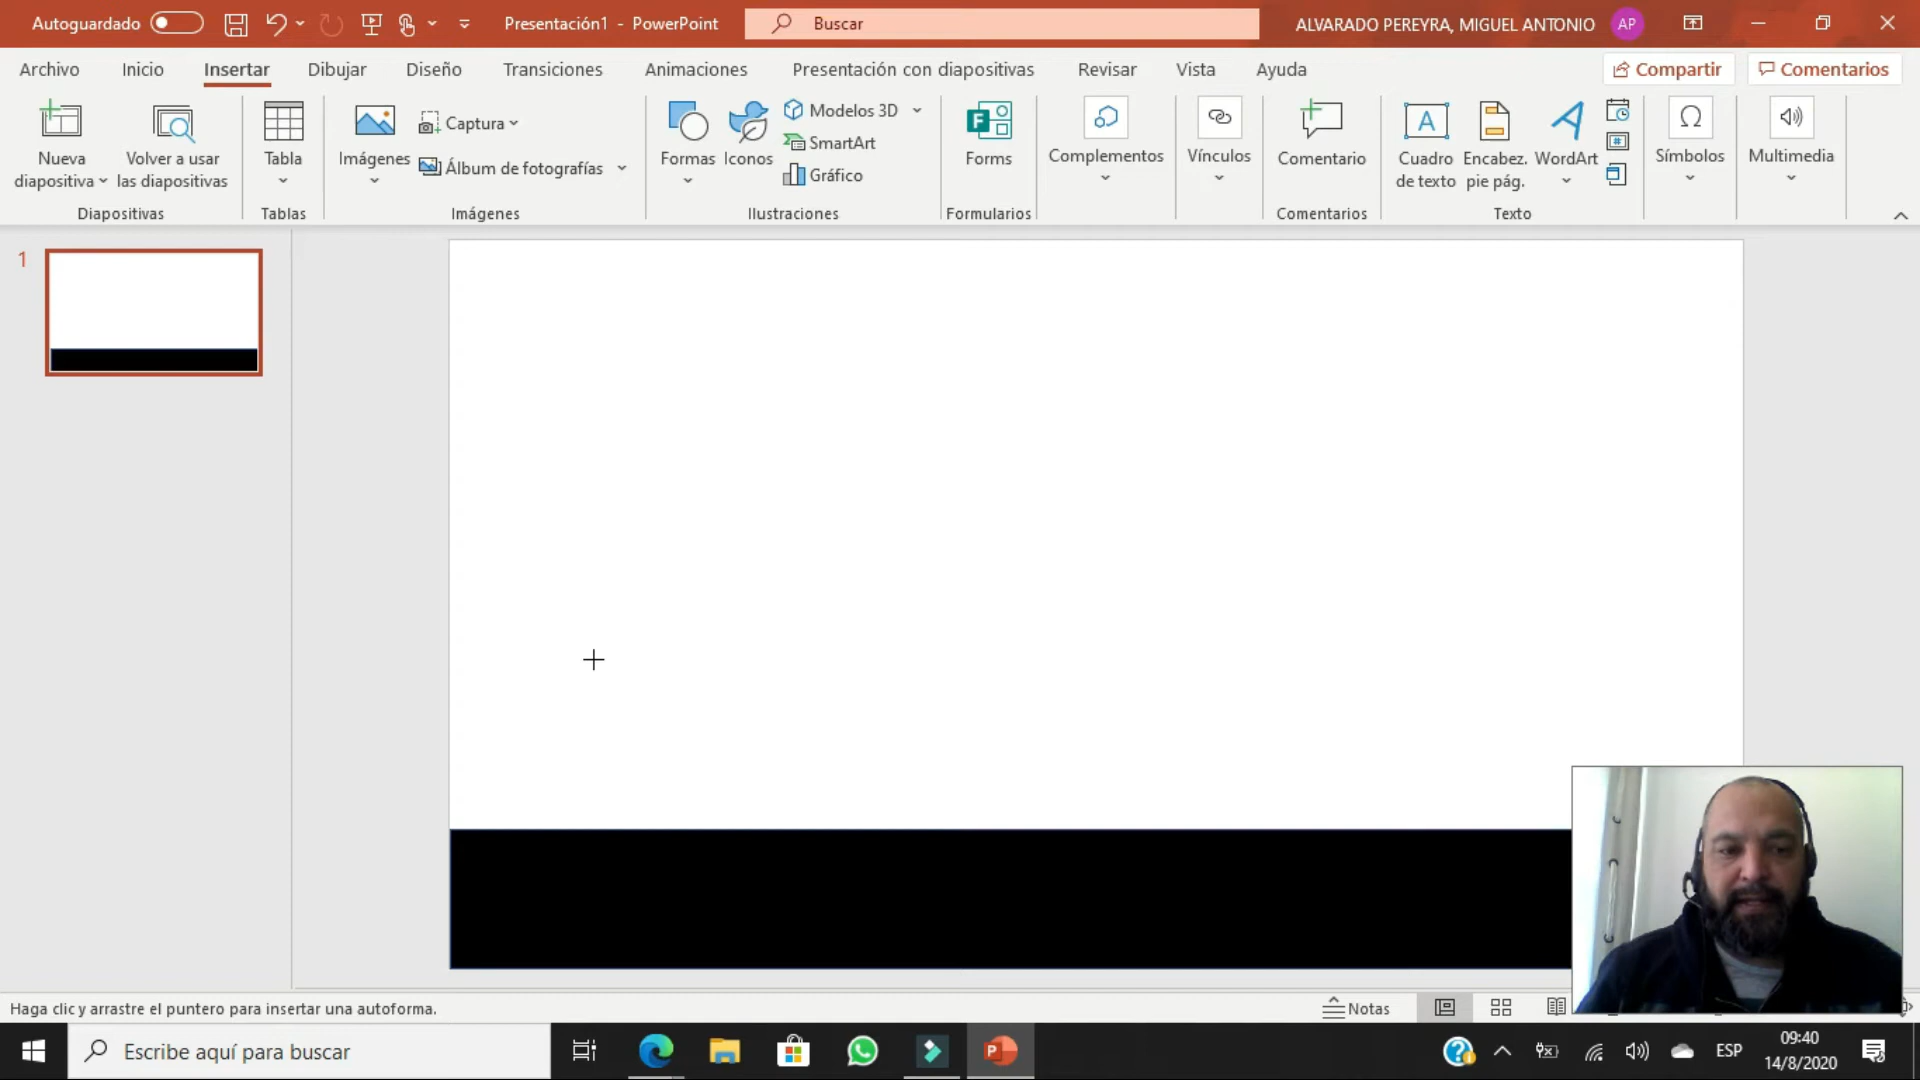 Autoguardado
Presentación1 - PowerPoint
Buscar
ALVARADO PEREYRA, MIGUEL ANTONIO
AP
Archivo
Inicio
Insertar
Dibujar
Diseño
Transiciones
Animaciones
Presentación con diapositivas
Revisar
Vista
Ayuda
Compartir
Comentarios
Nueva
diapositiva
Volver a usar
las diapositivas
Diapositivas
Tabla
Tablas
Imágenes
Captura
Álbum de fotografías
Imágenes
Formas
Iconos
Modelos 3D
SmartArt
Gráfico
Ilustraciones
Forms
Formularios
Complementos
Vínculos
Comentario
Comentarios
Cuadro
de texto
Encabez.
pie pág.
WordArt
Texto
Símbolos
Multimedia
1
Haga clic y arrastre el puntero para insertar una autoforma.
Notas
Escribe aquí para buscar
ESP
09:40
14/8/2020